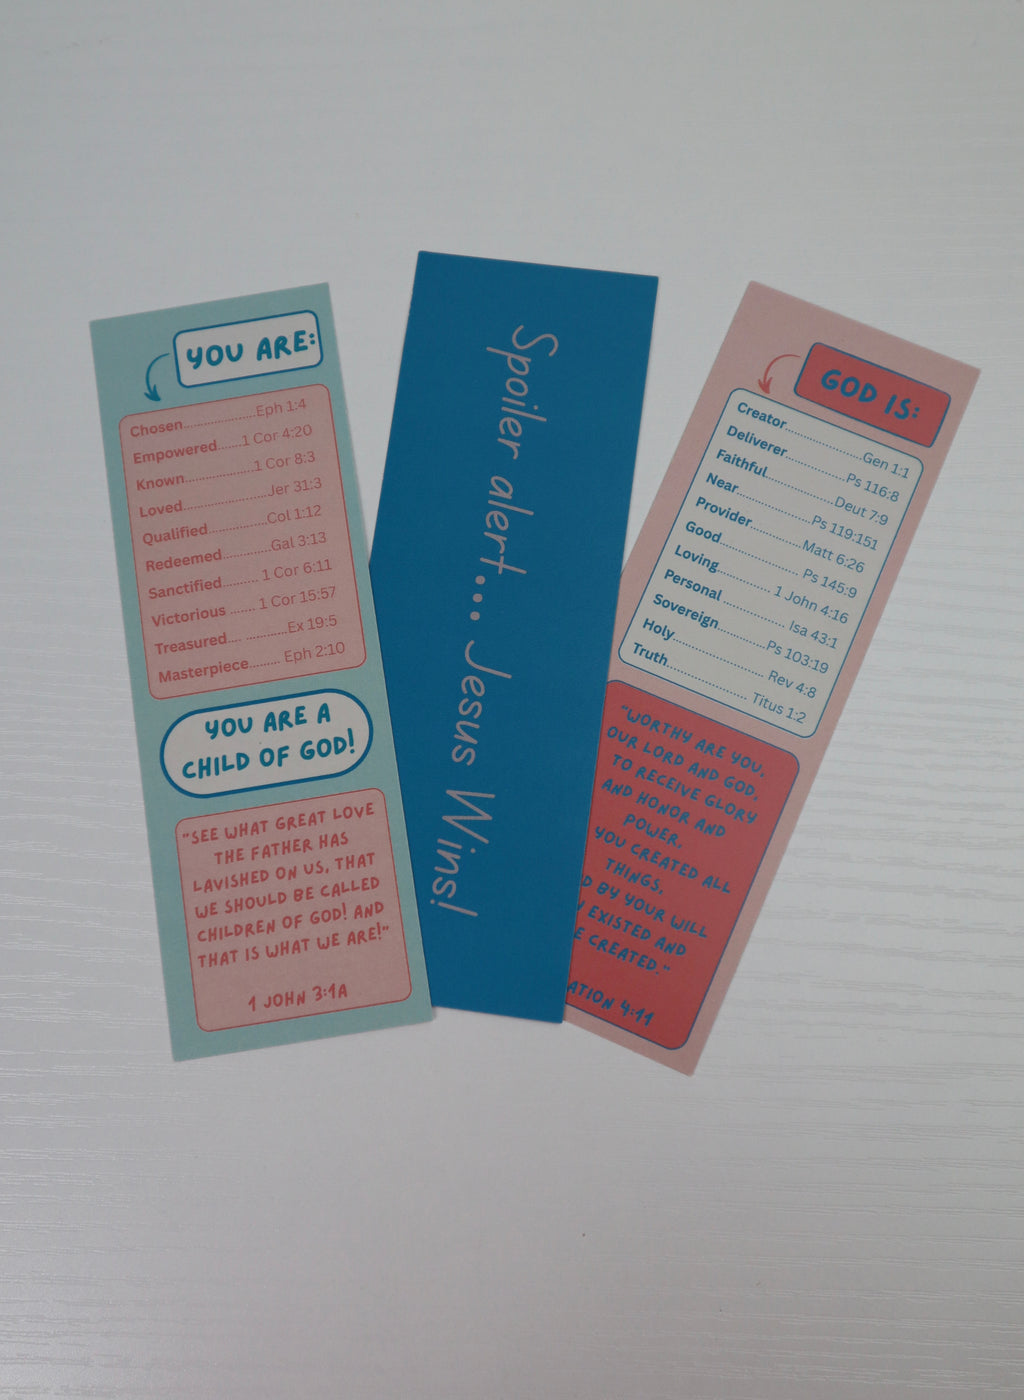 YOU ARE:
Chosen....................Eph 1:4
Empowered.......1 Cor 4:20
Known...................1 Cor 8:3
Loved.......................Jer 31:3
Qualified................Col 1:12
Redeemed.............Gal 3:13
Sanctified......... 1 Cor 6:11
Victorious ....... 1 Cor 15:57
Treasured.... ...........Ex 19:5
Masterpiece........ Eph 2:10
YOU ARE A
CHILD OF GOD!
"SEE WHAT GREAT LOVE
THE FATHER HAS
LAVISHED ON US, THAT
WE SHOULD BE CALLED
CHILDREN OF GOD! AND
THAT IS WHAT WE ARE!"
1 JOHN 3:1A
Spoiler alert... Jesus Wins!
GOD IS:
Creator......................Gen 1:1
Deliverer.................Ps 116:8
Faithful...................Deut 7:9
Near.....................Ps 119:151
Provider...............Matt 6:26
Good........................ Ps 145:9
Loving................ 1 John 4:16
Personal .................. Isa 43:1
Sovereign..............Ps 103:19
Holy.......................... Rev 4:8
Truth....................... Titus 1:2
"WORTHY ARE YOU,
OUR LORD AND GOD,
TO RECEIVE GLORY
AND HONOR AND
POWER,
YOU CREATED ALL
THINGS,
BY YOUR WILL
EXISTED AND
CREATED."
4:11